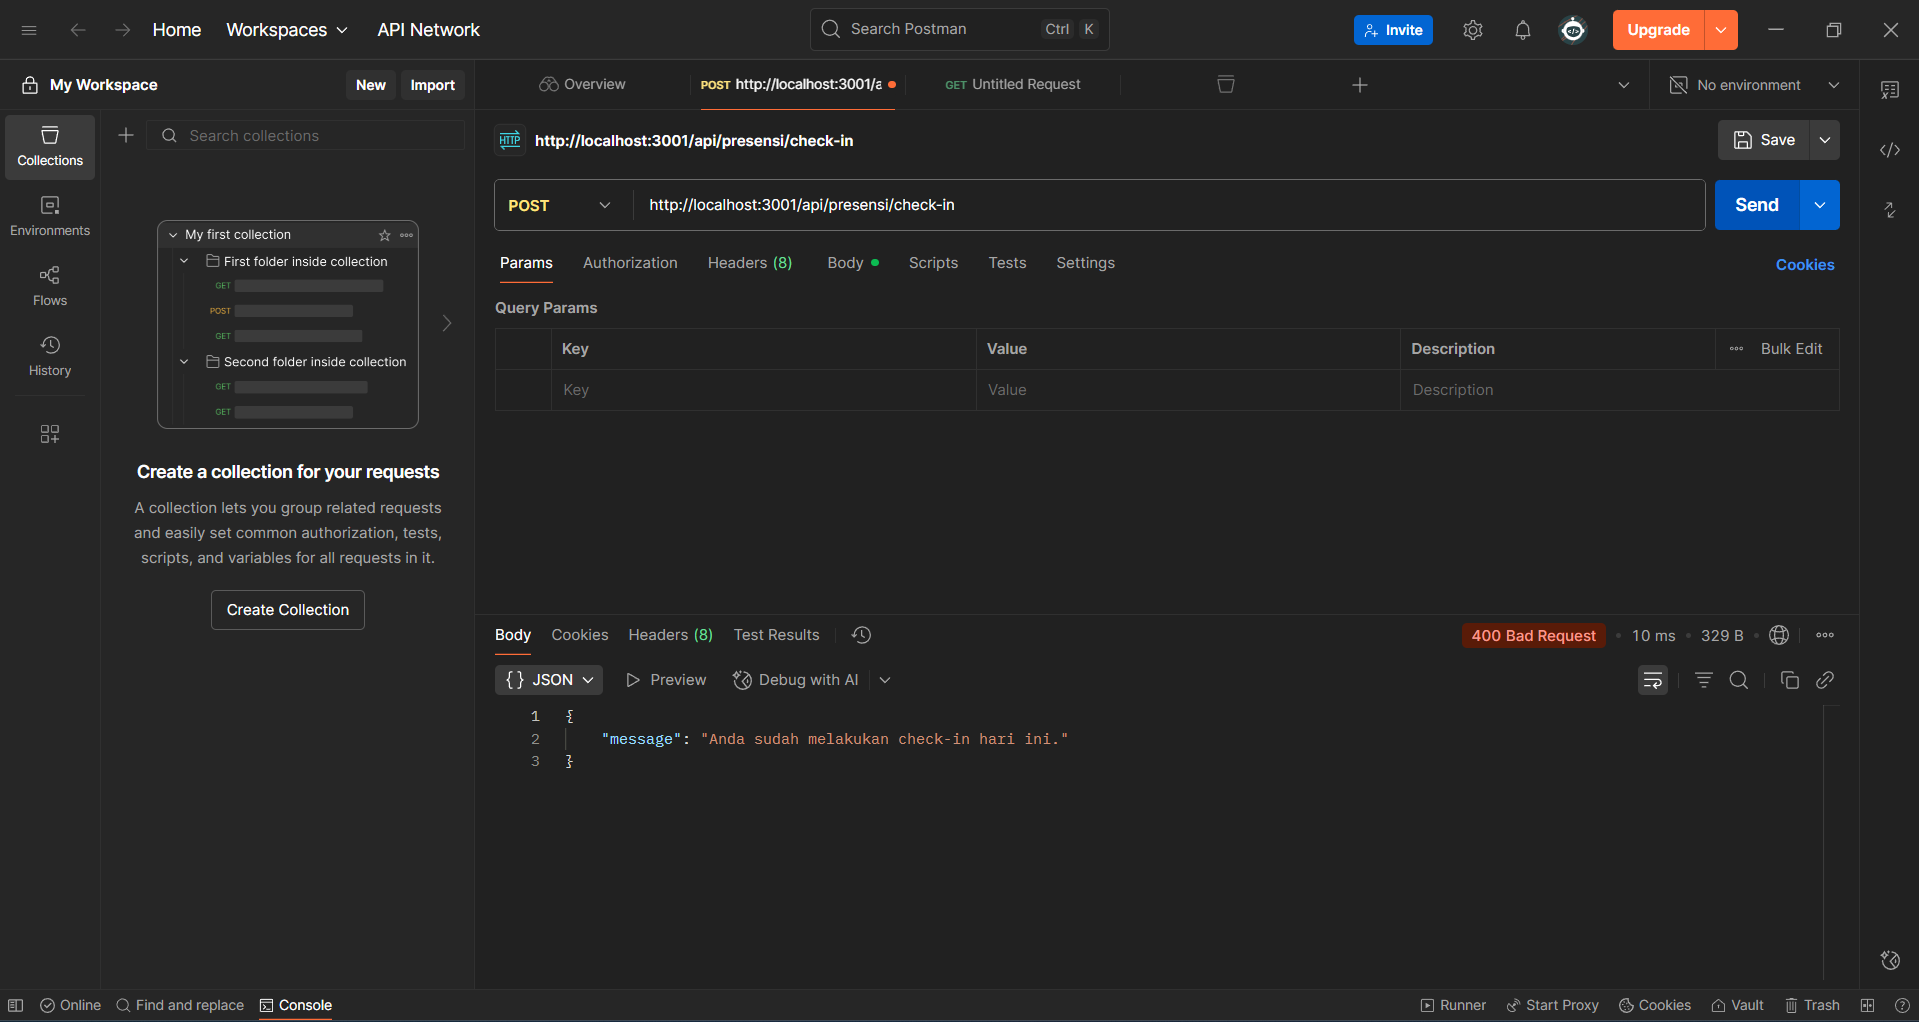 Home Workspaces API Network Search Postman Ctrl K Invite Upgrade
My Workspace New Import
Overview POST http://localhost:3001/a GET Untitled Request No environment
Collections
Environments
Flows
History
Search collections
My first collection
First folder inside collection
GET
POST
GET
Second folder inside collection
GET
GET
Create a collection for your requests
A collection lets you group related requests
and easily set common authorization, tests,
scripts, and variables for all requests in it.
Create Collection
HTTP http://localhost:3001/api/presensi/check-in Save
POST http://localhost:3001/api/presensi/check-in Send
Params Authorization Headers (8) Body Scripts Tests Settings Cookies
Query Params
Key Value Description Bulk Edit
Key Value Description
Body Cookies Headers (8) Test Results 400 Bad Request 10 ms 329 B
{} JSON Preview Debug with AI
1 {
2 "message": "Anda sudah melakukan check-in hari ini."
3 }
Online Find and replace Console Runner Start Proxy Cookies Vault Trash